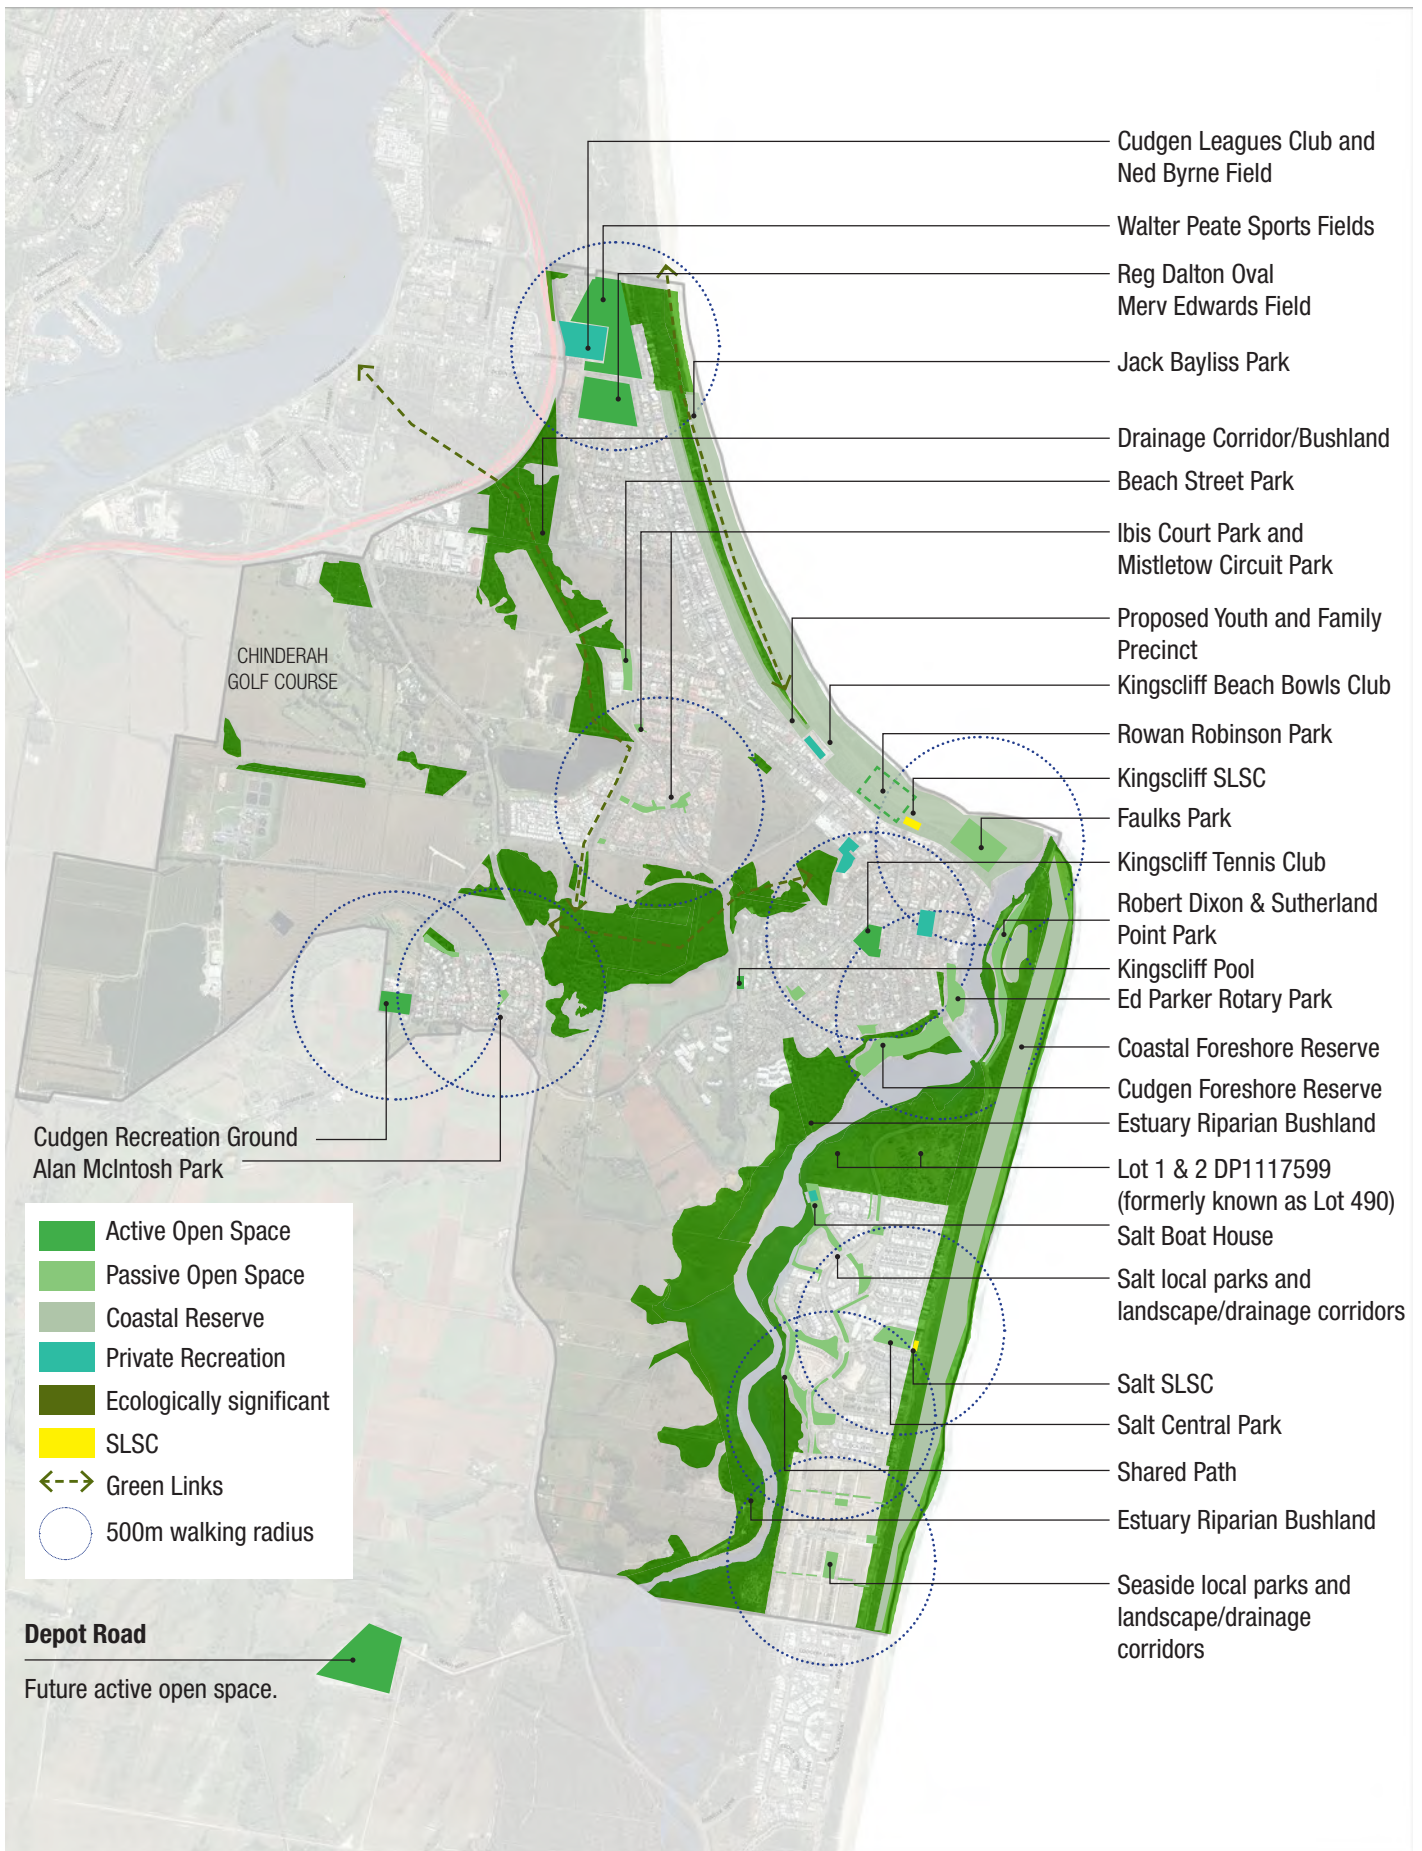 Cudgen Leagues Club and
Ned Byrne Field
Walter Peate Sports Fields
Reg Dalton Oval
Merv Edwards Field
Jack Bayliss Park
Drainage Corridor/Bushland
Beach Street Park
Ibis Court Park and
Mistletow Circuit Park
Proposed Youth and Family
Precinct
CHINDERAH
GOLF COURSE
Kingscliff Beach Bowls Club
Rowan Robinson Park
Kingscliff SLSC
Faulks Park
Kingscliff Tennis Club
Robert Dixon & Sutherland
Point Park
Kingscliff Pool
Ed Parker Rotary Park
Coastal Foreshore Reserve
Cudgen Foreshore Reserve
Estuary Riparian Bushland
Lot 1 & 2 DP1117599
(formerly known as Lot 490)
Salt Boat House
Salt local parks and
landscape/drainage corridors
Salt SLSC
Salt Central Park
Shared Path
Estuary Riparian Bushland
Seaside local parks and
landscape/drainage
corridors
Cudgen Recreation Ground
Alan McIntosh Park
Active Open Space
Passive Open Space
Coastal Reserve
Private Recreation
Ecologically significant
SLSC
Green Links
500m walking radius
Depot Road
Future active open space.